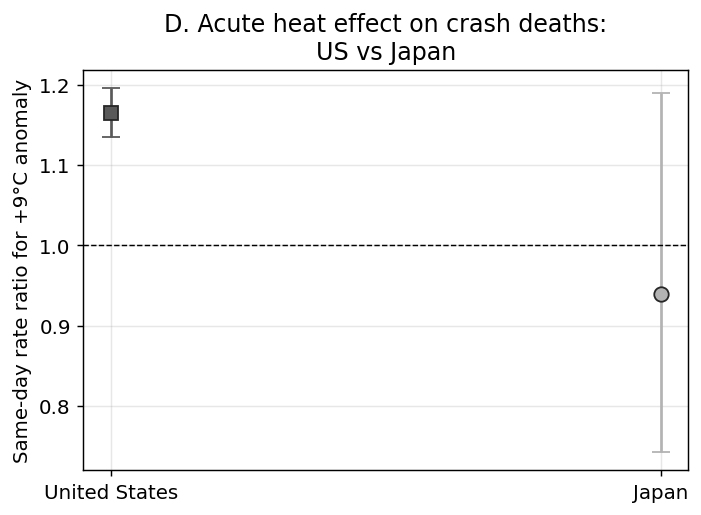 D. Acute heat effect on crash deaths:
US vs Japan
Same-day rate ratio for +9°C anomaly
1.2
1.1
1.0
0.9
0.8
United States
Japan